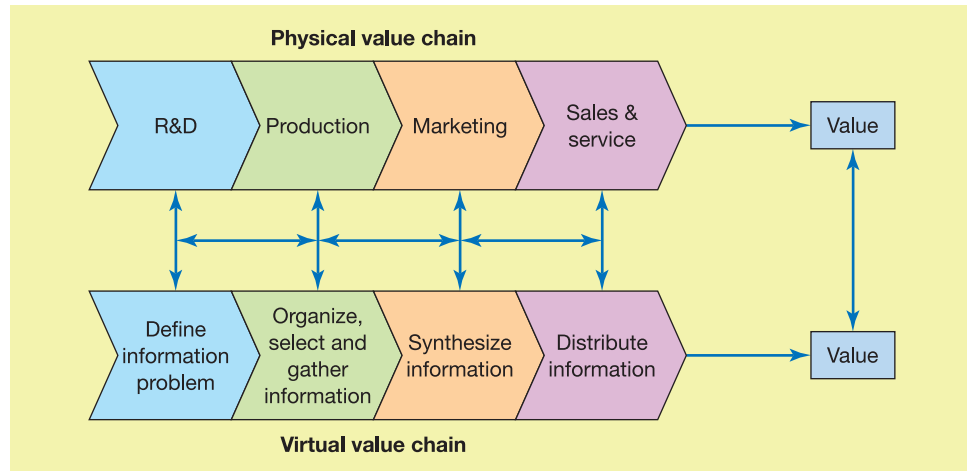 Physical value chain
R&D
Production
Marketing
Sales &
service
Value
Define
information
problem
Organize,
select and
gather
information
Synthesize
information
Distribute
information
Value
Virtual value chain